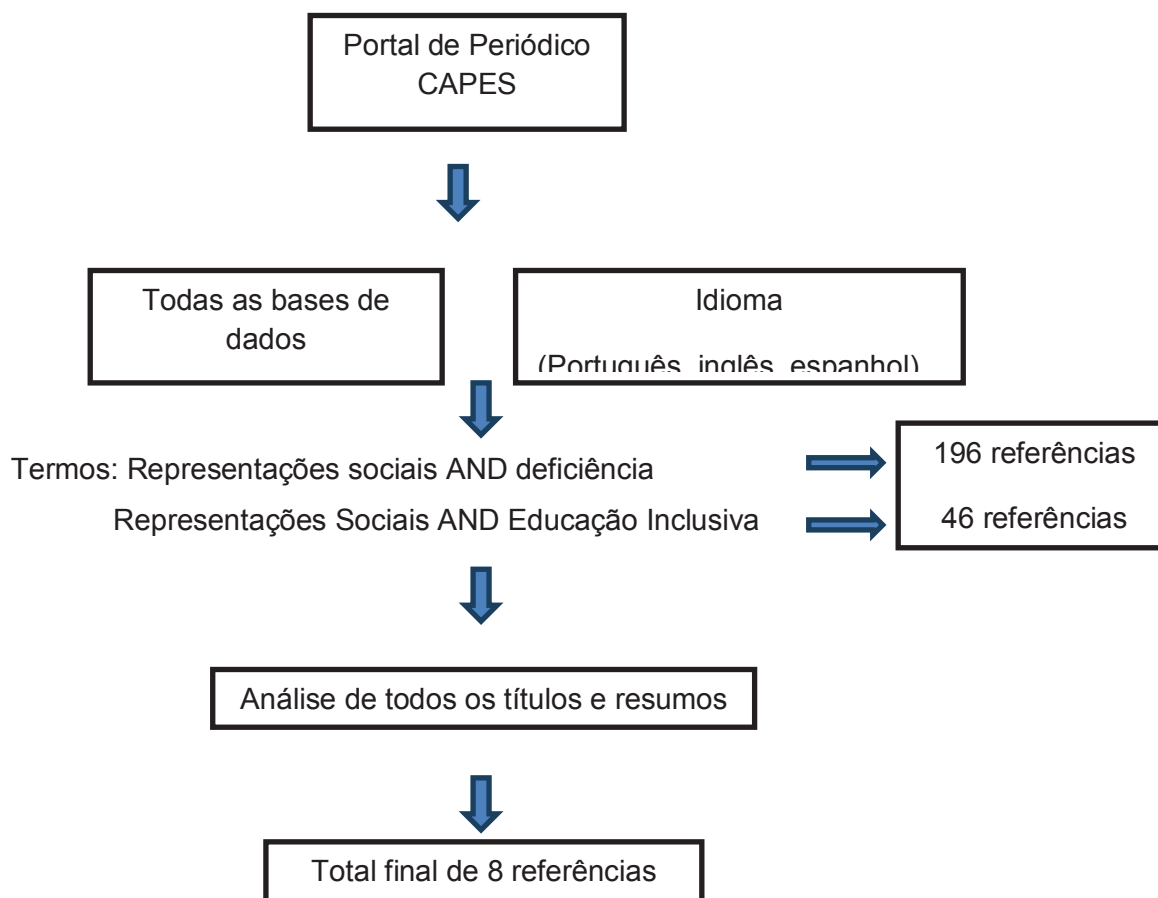 Portal de Periódico
CAPES
Todas as bases de
dados
Idioma
(Português, inglês, espanhol)
Termos: Representações sociais AND deficiência
196 referências
Representações Sociais AND Educação Inclusiva
46 referências
Análise de todos os títulos e resumos
Total final de 8 referências